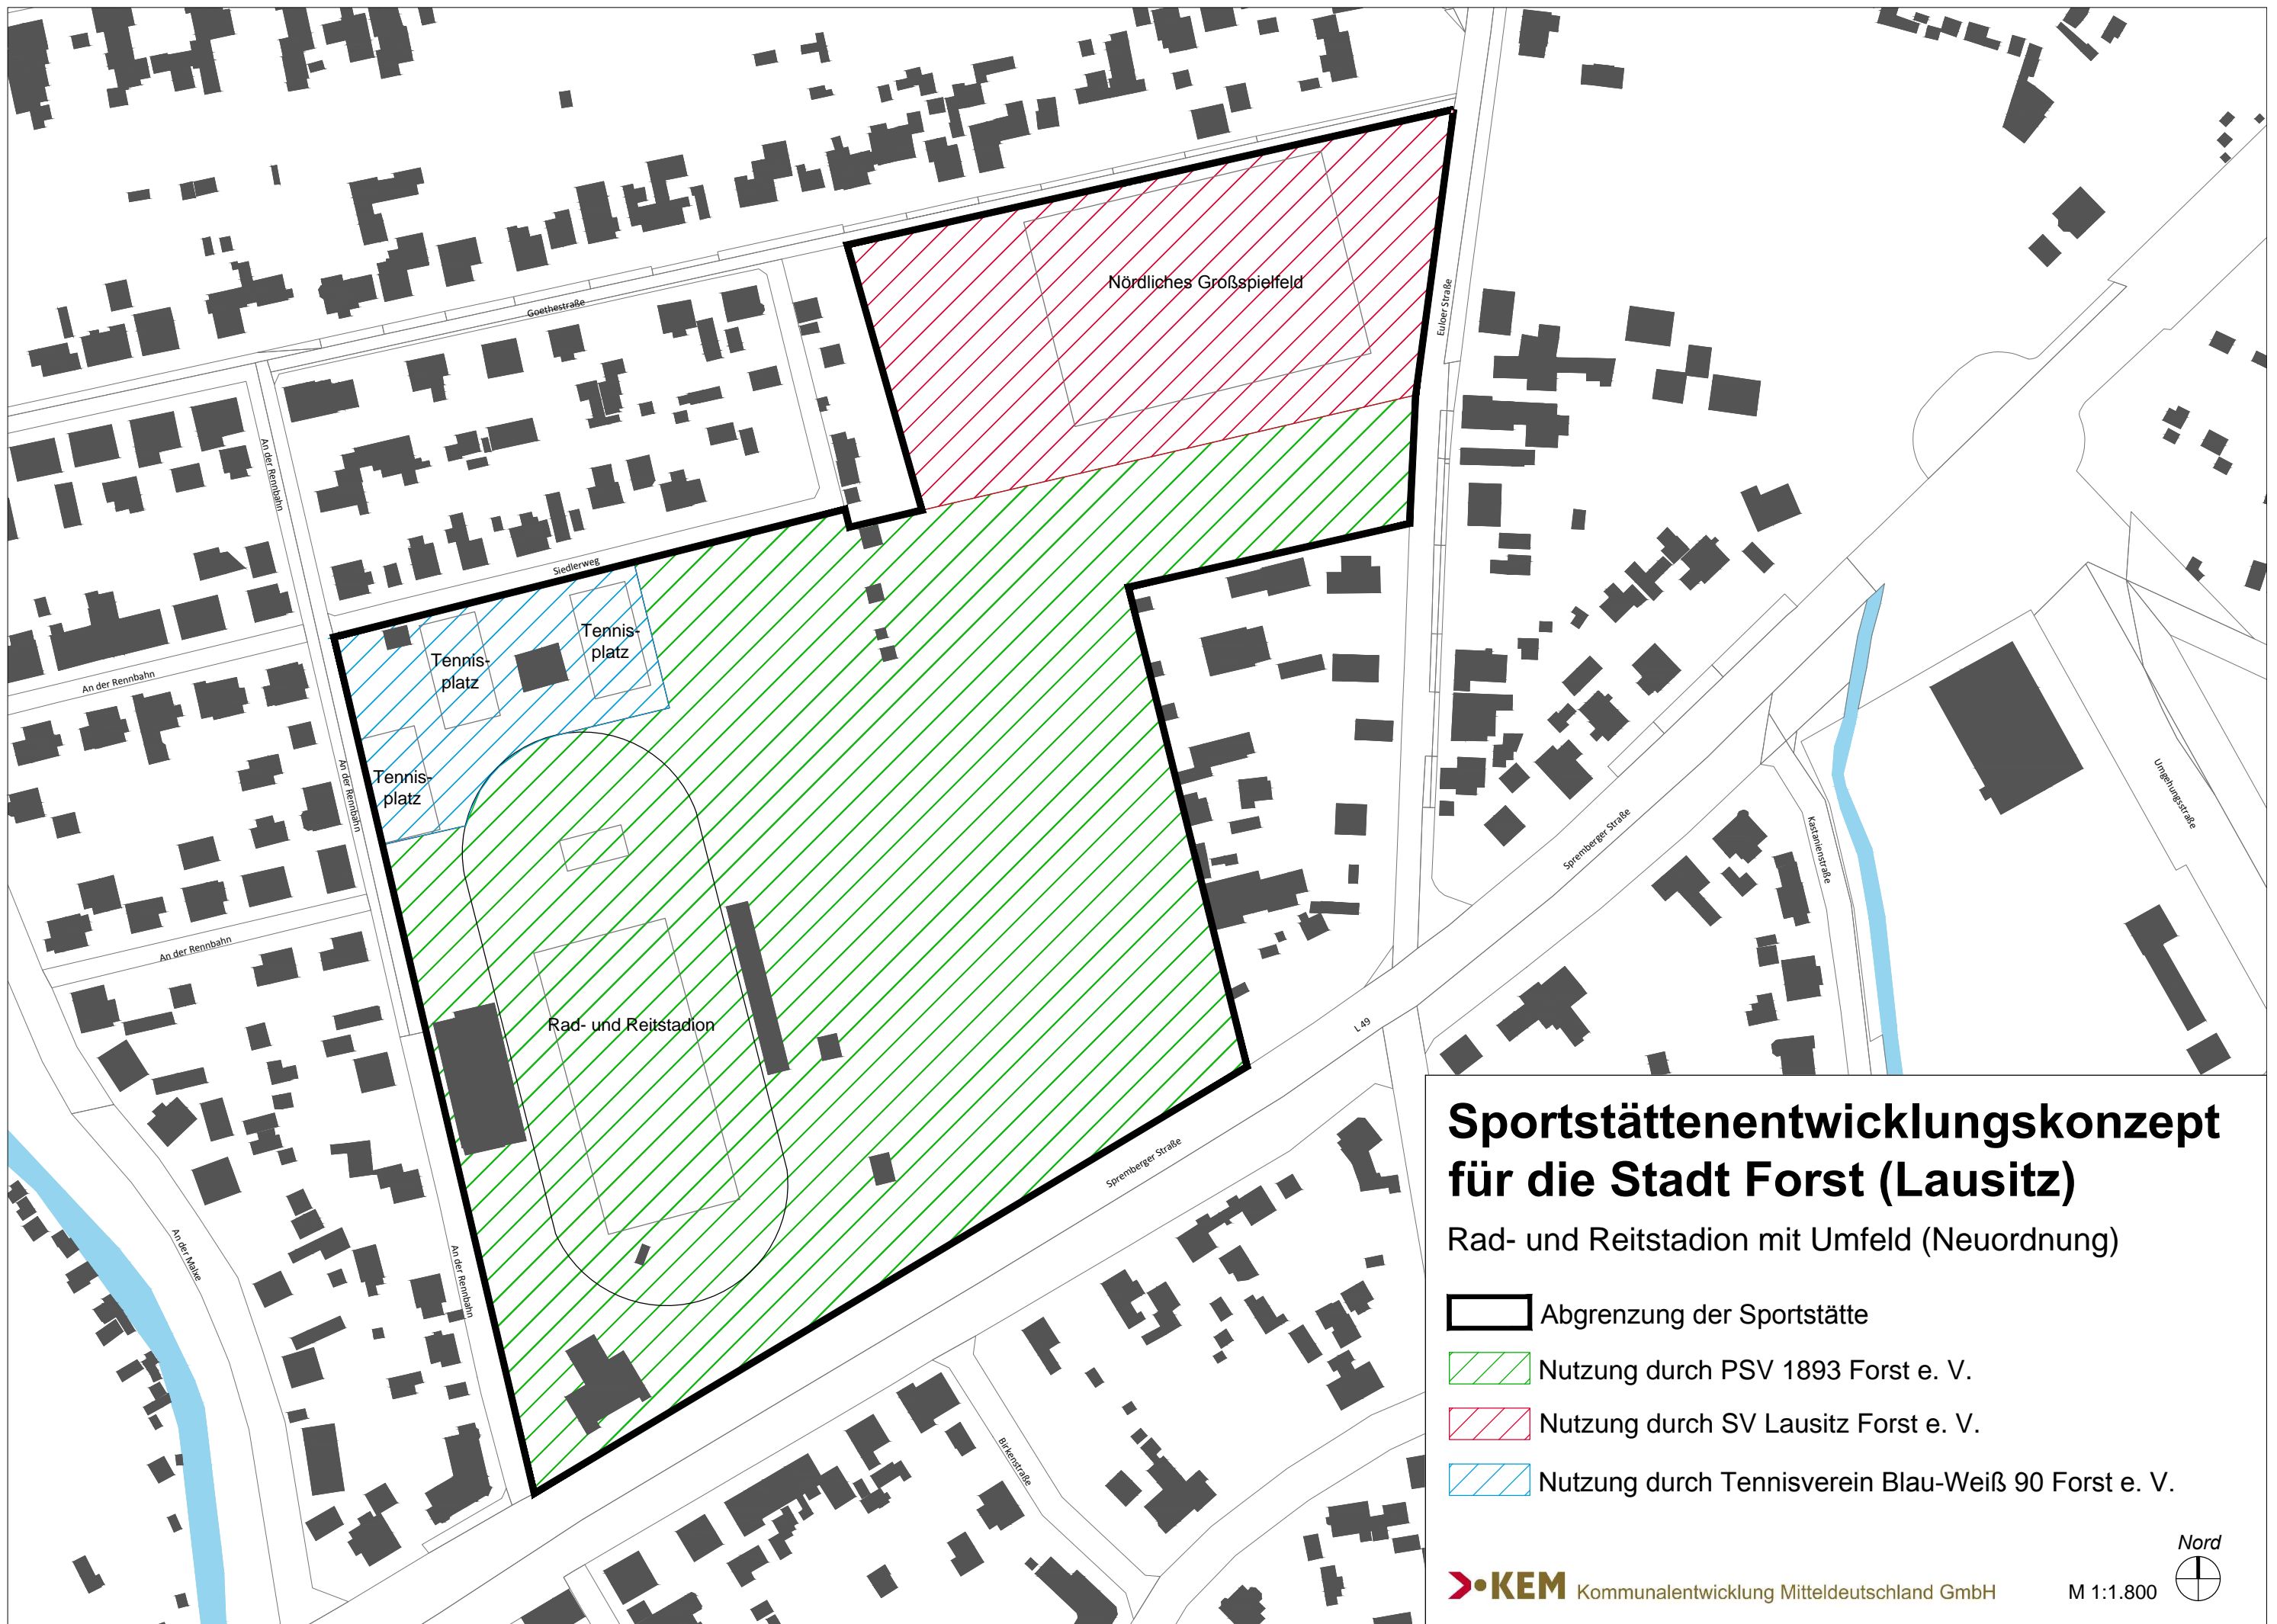 Nördliches Großspielfeld
Goethestraße
Euloer Straße
An der Rennbahn
Siedlerweg
Tennis-
platz
Tennis-
platz
An der Rennbahn
Tennis-
platz
An der Rennbahn
Umgehungsstraße
Spremberger Straße
Kastanienstraße
An der Rennbahn
Rad- und Reitstadion
L 49
Spremberger Straße
An der Malxe
An der Rennbahn
Birkenstraße
Sportstättenentwicklungskonzept
für die Stadt Forst (Lausitz)
Rad- und Reitstadion mit Umfeld (Neuordnung)
Abgrenzung der Sportstätte
Nutzung durch PSV 1893 Forst e. V.
Nutzung durch SV Lausitz Forst e. V.
Nutzung durch Tennisverein Blau-Weiß 90 Forst e. V.
Nord
KEM Kommunalentwicklung Mitteldeutschland GmbH
M 1:1.800